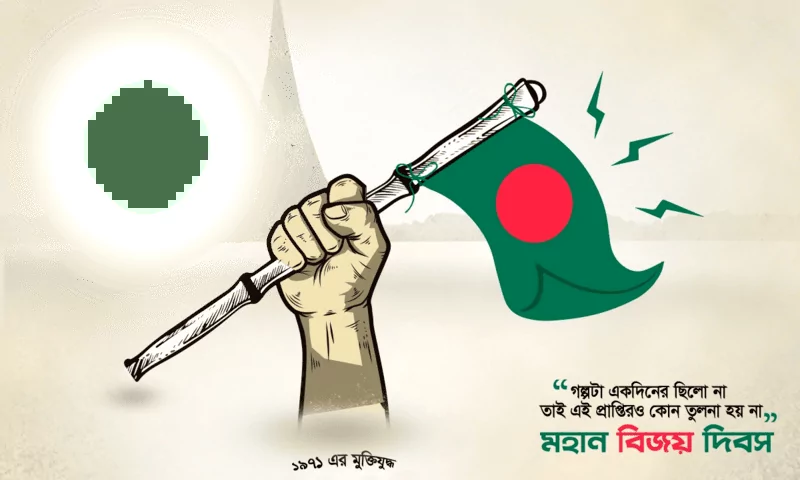 “গল্পটা একদিনের ছিলো না
তাই এই প্রাপ্তিরও কোন তুলনা হয় না„
মহান বিজয় দিবস
১৯৭১ এর মুক্তিযুদ্ধ